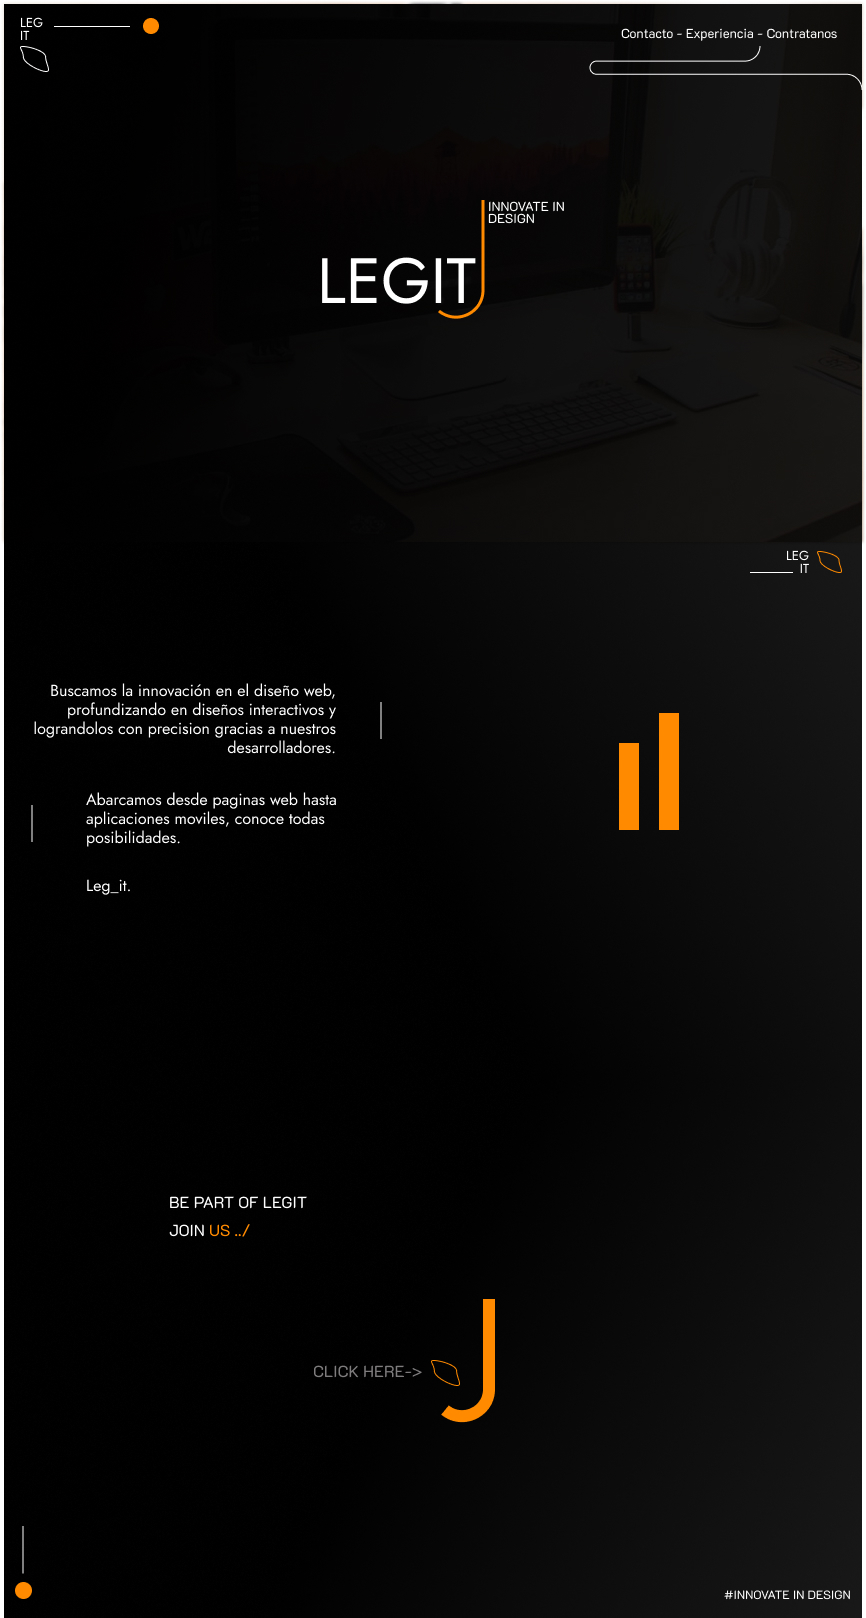 LEG
IT
Contacto - Experiencia - Contratanos
INNOVATE IN
DESIGN
LEGIT
LEG
IT
Buscamos la innovación en el diseño web,
profundizando en diseños interactivos y
lograndolos con precision gracias a nuestros
desarrolladores.
Abarcamos desde paginas web hasta
aplicaciones moviles, conoce todas
posibilidades.
Leg_it.
BE PART OF LEGIT
JOIN US ../
CLICK HERE->
#INNOVATE IN DESIGN